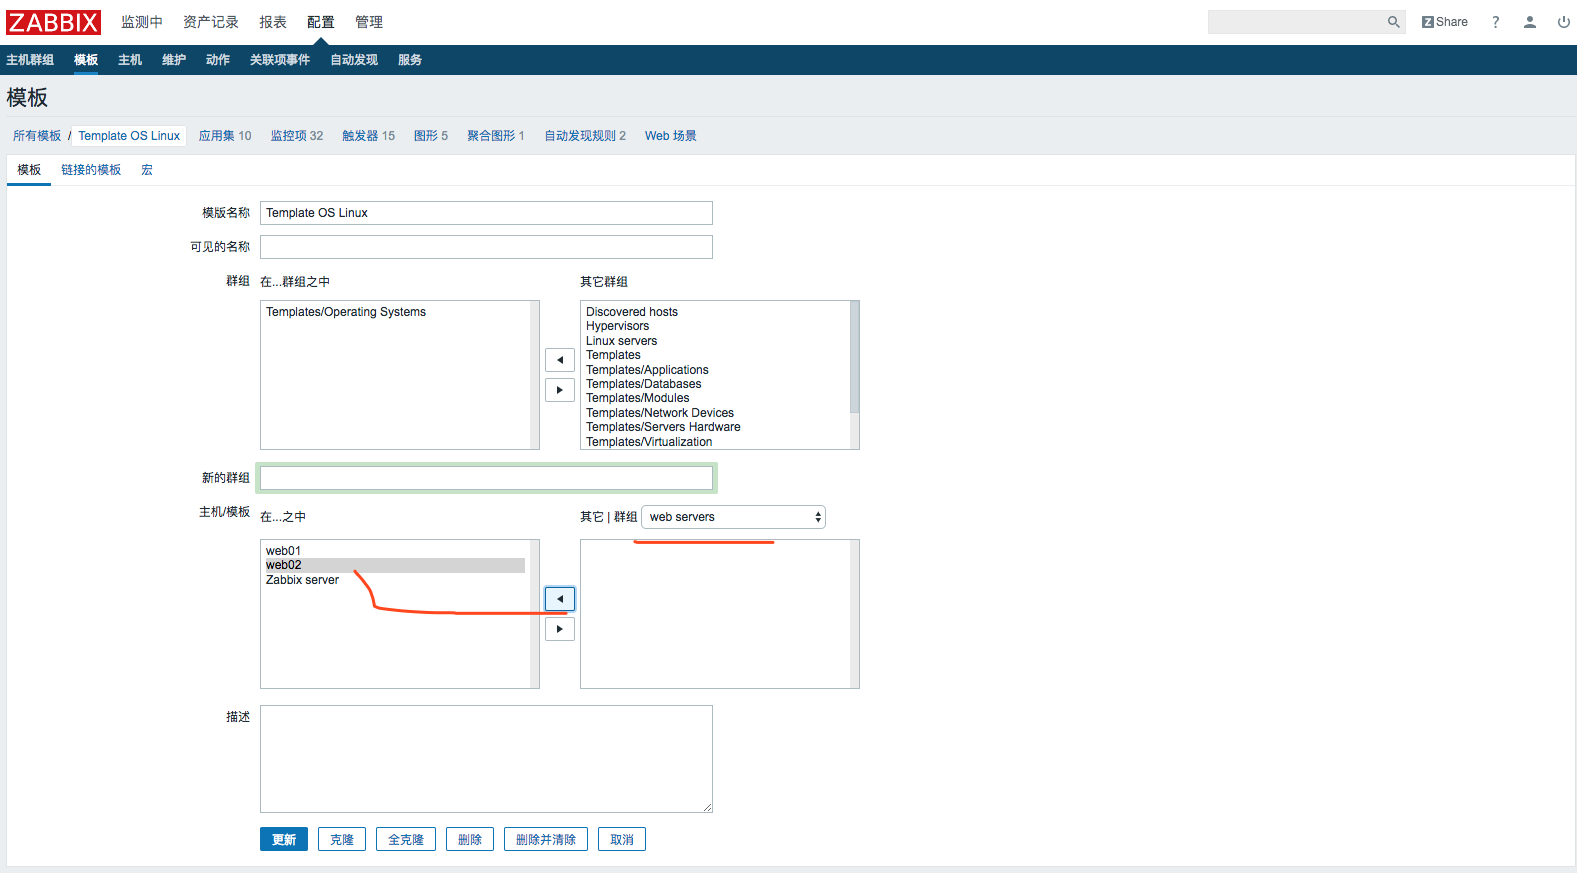 ZABBIX 监测中 资产记录 报表 配置 管理 Z Share ?
主机群组 模板 主机 维护 动作 关联项事件 自动发现 服务
模板
所有模板 / Template OS Linux 应用集 10 监控项 32 触发器 15 图形 5 聚合图形 1 自动发现规则 2 Web 场景
模板 链接的模板 宏
模版名称 Template OS Linux
可见的名称
群组 在...群组之中 其它群组
Templates/Operating Systems
Discovered hosts
Hypervisors
Linux servers
Templates
Templates/Applications
Templates/Databases
Templates/Modules
Templates/Network Devices
Templates/Servers Hardware
Templates/Virtualization
新的群组
主机/模板 在...之中 其它 | 群组 web servers
web01
web02
Zabbix server
描述
更新 克隆 全克隆 删除 删除并清除 取消